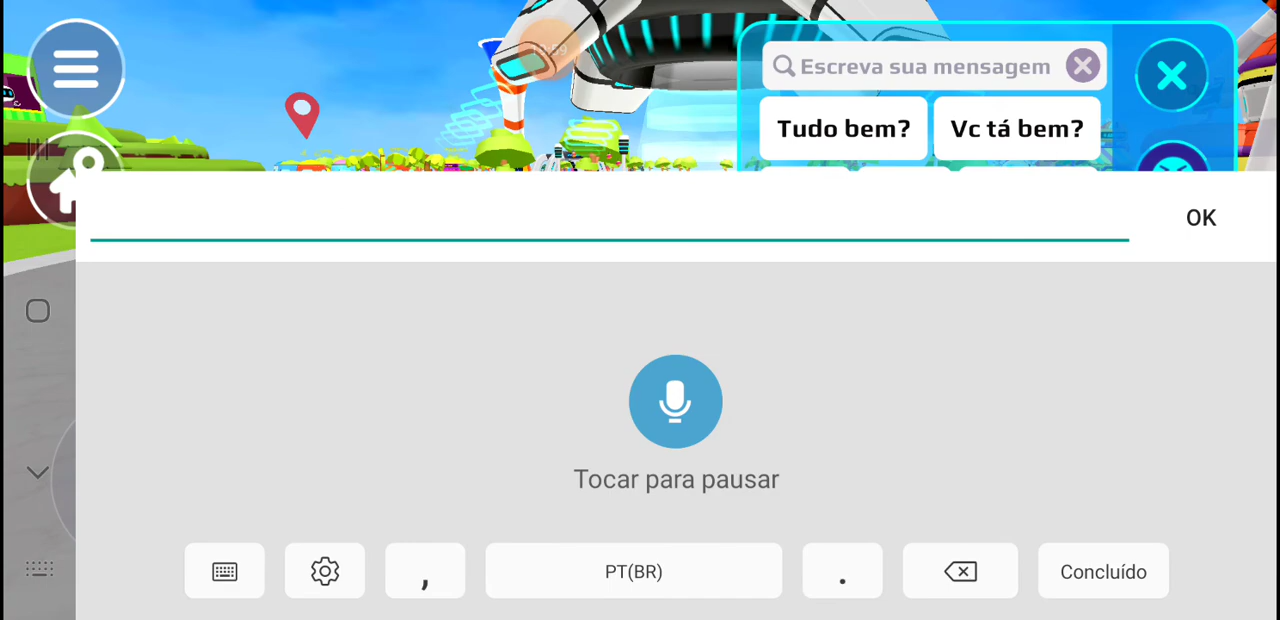 Escreva sua mensagem
Tudo bem?
Vc tá bem?
OK
Tocar para pausar
,
PT(BR)
.
Concluído